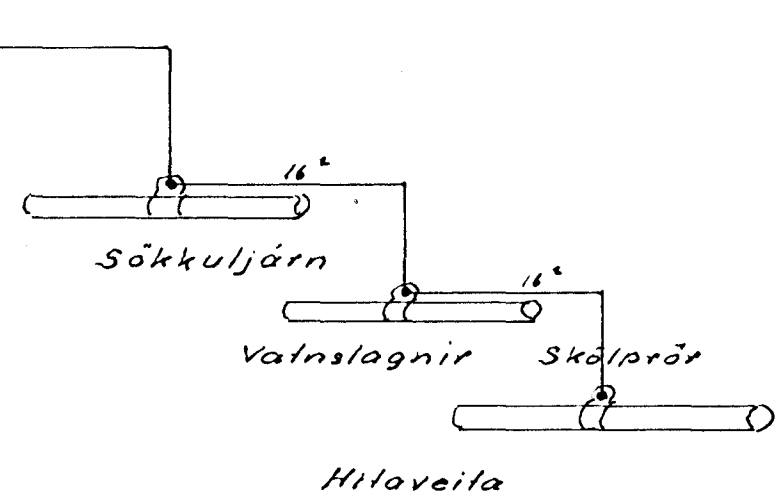 16²
Sökkuljárn
16²
Vatnslagnir Skólprör
Hitaveita